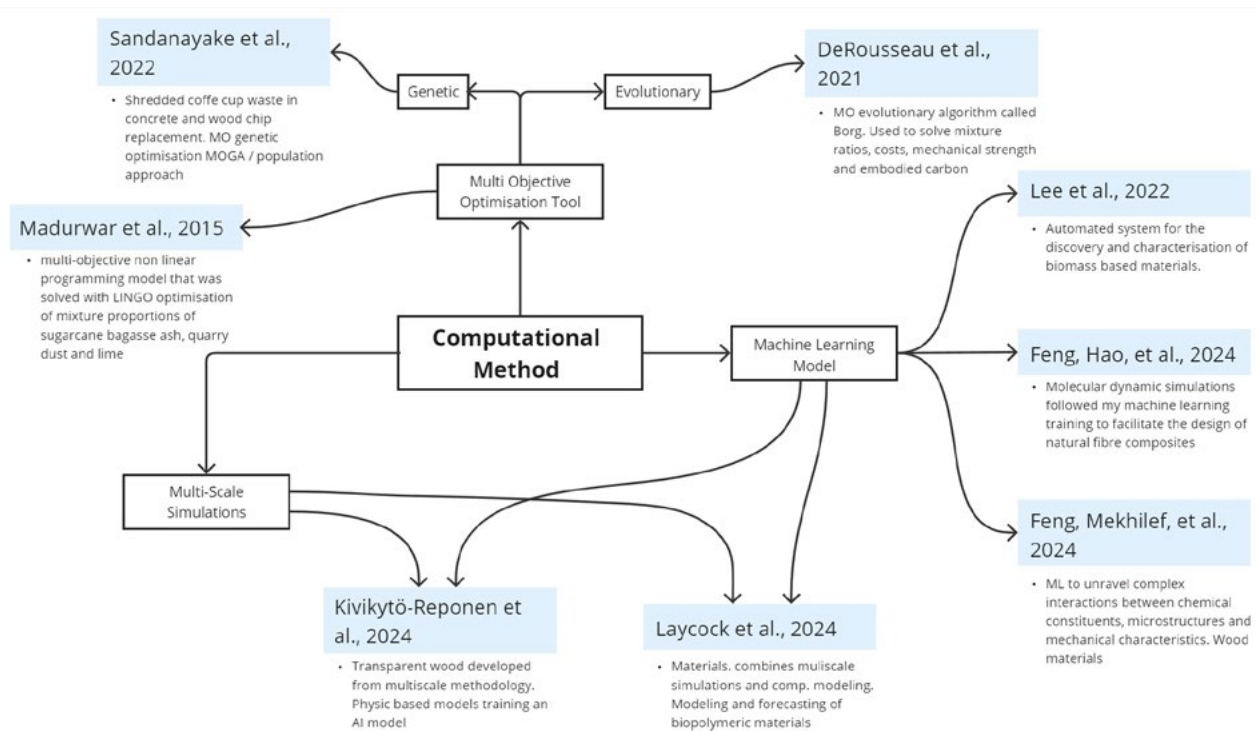 Sandanayake et al.,
2022
• Shredded coffe cup waste in
concrete and wood chip
replacement. MO genetic
optimisation MOGA / population
approach
Genetic
Evolutionary
DeRousseau et al.,
2021
• MO evolutionary algorithm called
Borg. Used to solve mixture
ratios, costs, mechanical strength
and embodied carbon
Multi Objective
Optimisation Tool
Madurwar et al., 2015
• multi-objective non linear
programming model that was
solved with LINGO optimisation
of mixture proportions of
sugarcane bagasse ash, quarry
dust and lime
Lee et al., 2022
• Automated system for the
discovery and characterisation of
biomass based materials.
Computational
Method
Machine Learning
Model
Feng, Hao, et al., 2024
• Molecular dynamic simulations
followed my machine learning
training to facilitate the design of
natural fibre composites
Multi-Scale
Simulations
Feng, Mekhilef, et al.,
2024
• ML to unravel complex
interactions between chemical
constituents, microstructures and
mechanical characteristics. Wood
materials
Kivikytö-Reponen et
al., 2024
• Transparent wood developed
from multiscale methodology.
Physic based models training an
AI model
Laycock et al., 2024
• Materials. combines muliscale
simulations and comp. modeling.
Modeling and forecasting of
biopolymeric materials